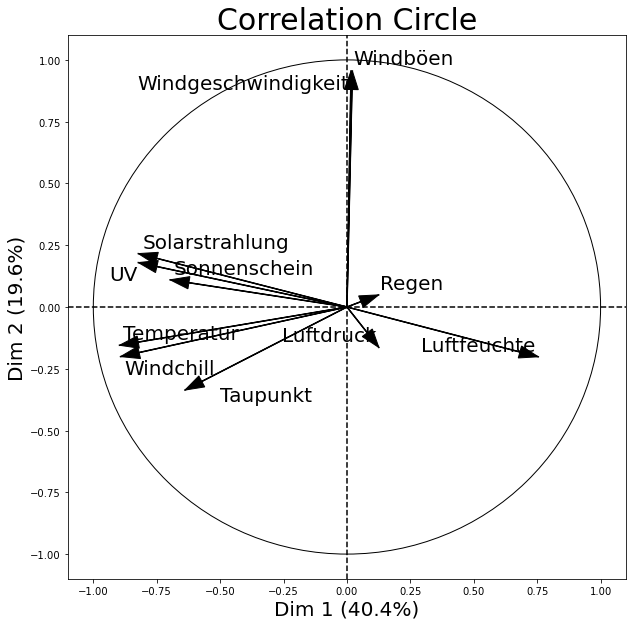 Correlation Circle
Windböen
Windgeschwindigkeit
Solarstrahlung
Sonnenschein
UV
Regen
Temperatur
Luftdruck
Luftfeuchte
Windchill
Taupunkt
1.00
0.75
0.50
0.25
0.00
−0.25
−0.50
−0.75
−1.00
Dim 2 (19.6%)
−1.00
−0.75
−0.50
−0.25
0.00
0.25
0.50
0.75
1.00
Dim 1 (40.4%)